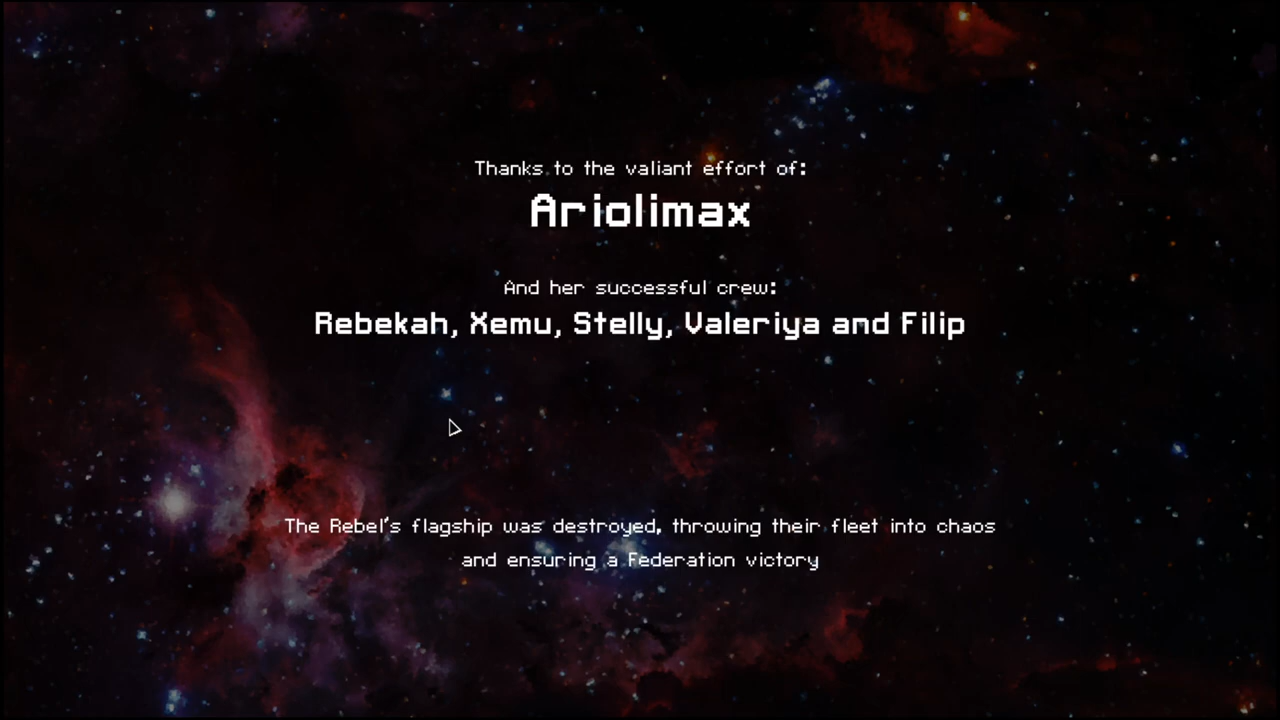 Thanks to the valiant effort of:
Ariolimax
And her successful crew:
Rebekah, Xemu, Stelly, Valeriya and Filip
The Rebel's flagship was destroyed, throwing their fleet into chaos
and ensuring a Federation victory